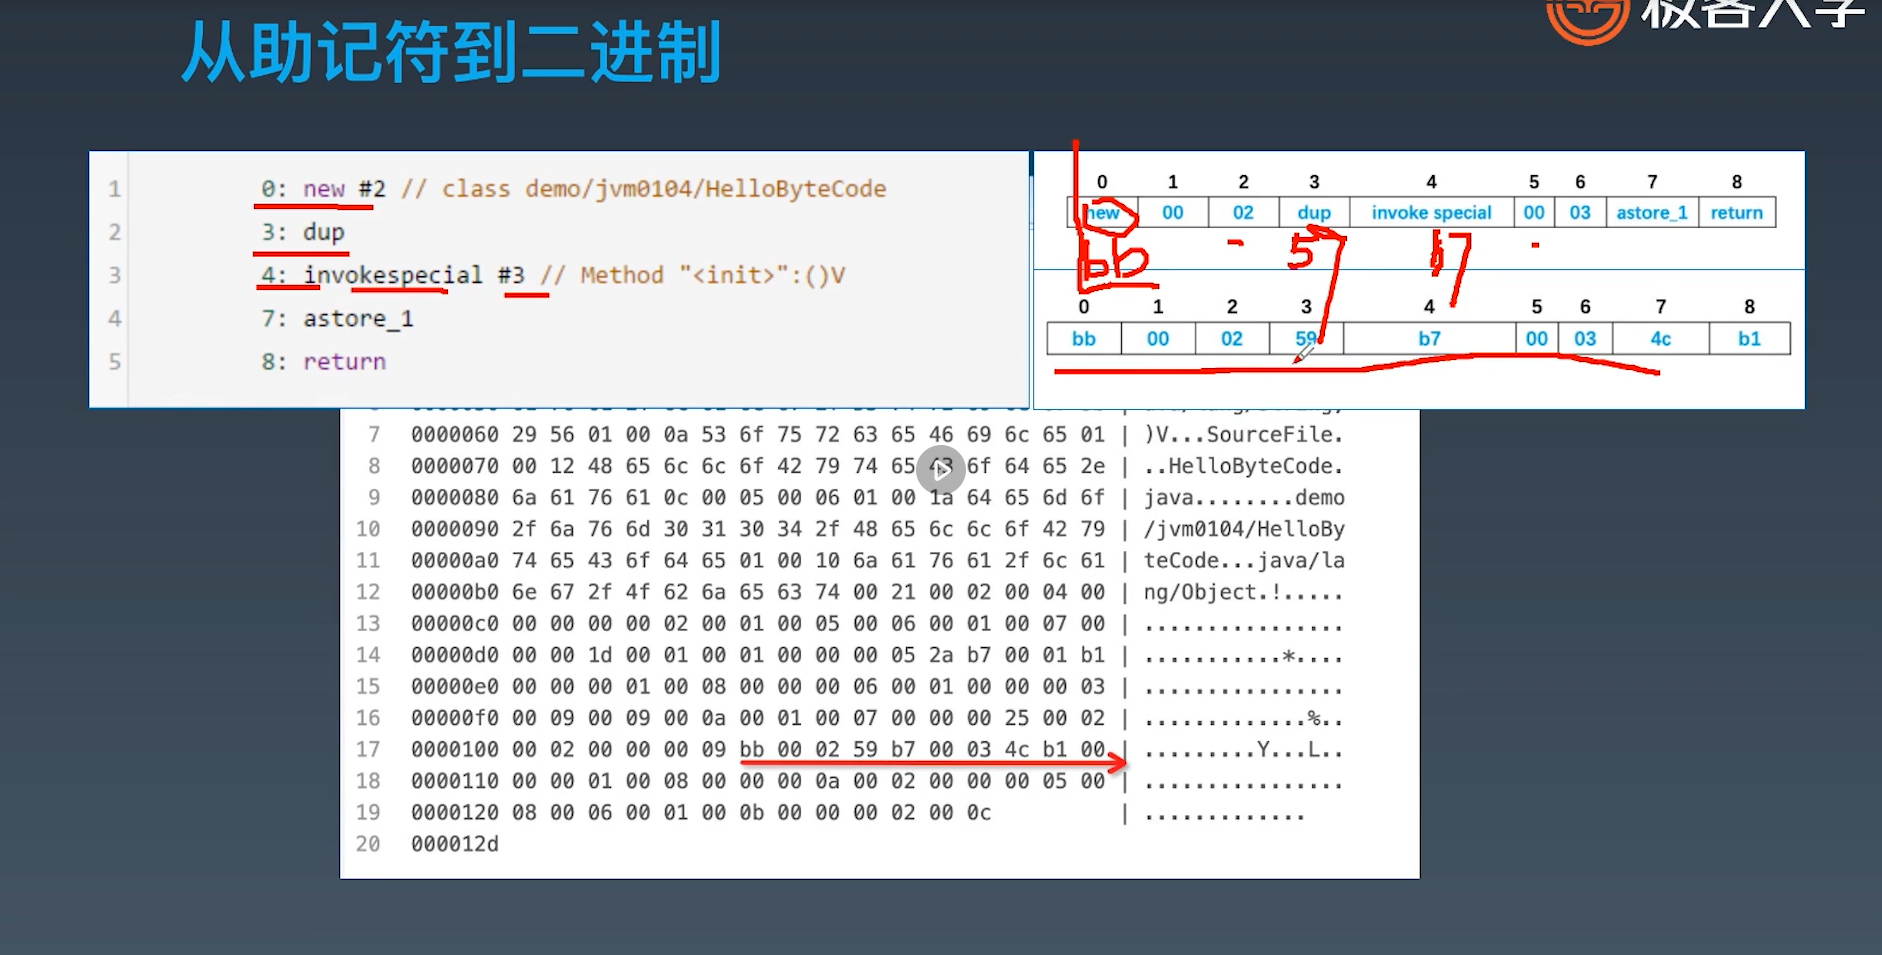 从助记符到二进制
极客大学
1 0: new #2 // class demo/jvm0104/HelloByteCode
2 3: dup
3 4: invokespecial #3 // Method "<init>":()V
4 7: astore_1
5 8: return
0 1 2 3 4 5 6 7 8
new 00 02 dup invoke special 00 03 astore_1 return
bb 5 b7
0 1 2 3 4 5 6 7 8
bb 00 02 59 b7 00 03 4c b1
7 0000060 29 56 01 00 0a 53 6f 75 72 63 65 46 69 6c 65 01 | )V...SourceFile.
8 0000070 00 12 48 65 6c 6c 6f 42 79 74 65 43 6f 64 65 2e | ..HelloByteCode.
9 0000080 6a 61 76 61 0c 00 05 00 06 01 00 1a 64 65 6d 6f | java........demo
10 0000090 2f 6a 76 6d 30 31 30 34 2f 48 65 6c 6c 6f 42 79 | /jvm0104/HelloBy
11 00000a0 74 65 43 6f 64 65 01 00 10 6a 61 76 61 2f 6c 61 | teCode...java/la
12 00000b0 6e 67 2f 4f 62 6a 65 63 74 00 21 00 02 00 04 00 | ng/Object.!.....
13 00000c0 00 00 00 00 02 00 01 00 05 00 06 00 01 00 07 00 | ................
14 00000d0 00 00 1d 00 01 00 01 00 00 00 05 2a b7 00 01 b1 | ...........*....
15 00000e0 00 00 00 01 00 08 00 00 00 06 00 01 00 00 00 03 | ................
16 00000f0 00 09 00 09 00 0a 00 01 00 07 00 00 00 25 00 02 | .............%..
17 0000100 00 02 00 00 00 09 bb 00 02 59 b7 00 03 4c b1 00 | .........Y...L..
18 0000110 00 00 01 00 08 00 00 00 0a 00 02 00 00 00 05 00 | ................
19 0000120 08 00 06 00 01 00 0b 00 00 00 02 00 0c | .............
20 000012d